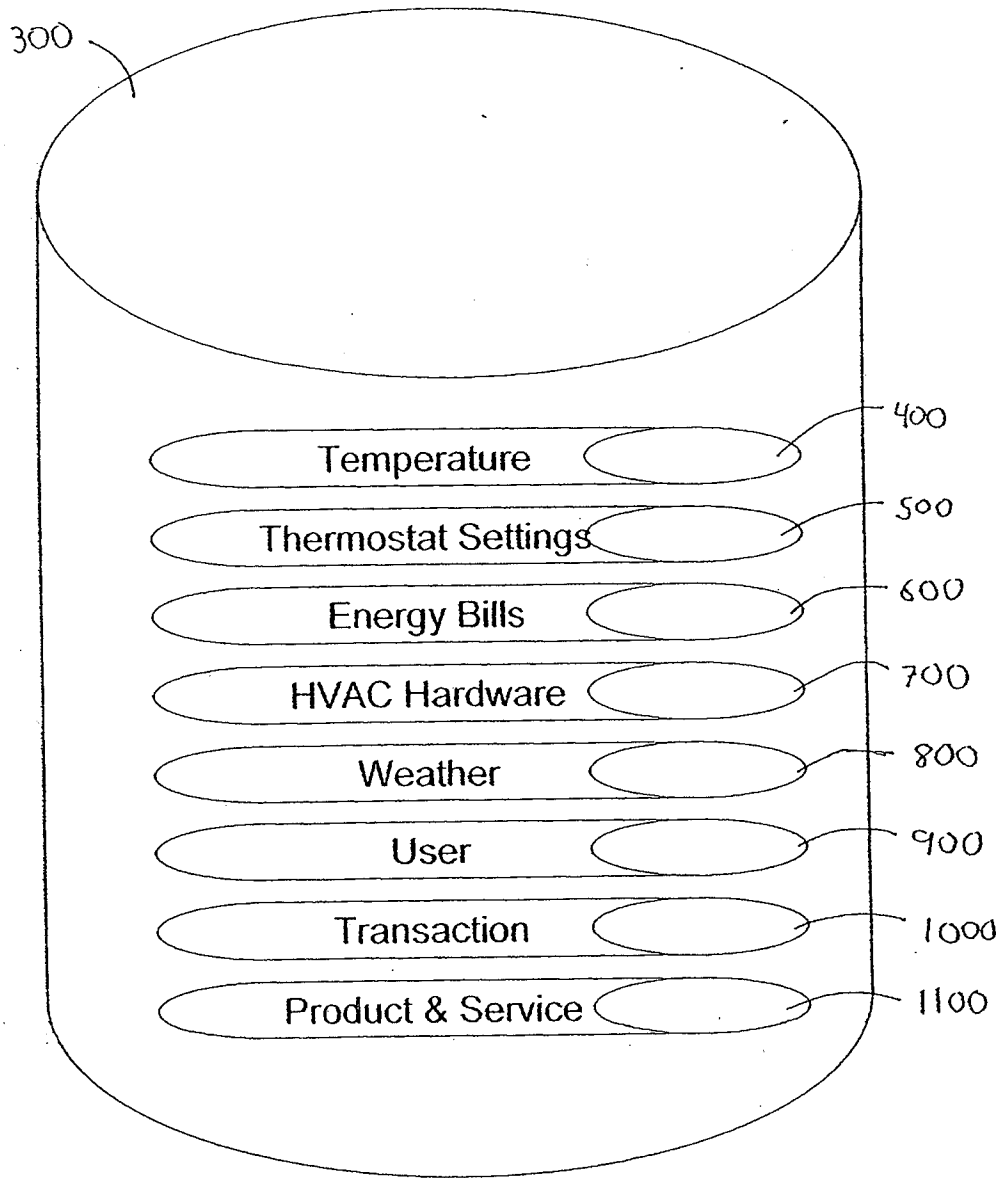 300
Temperature 400
Thermostat Settings 500
Energy Bills 600
HVAC Hardware 700
Weather 800
User 900
Transaction 1000
Product & Service 1100